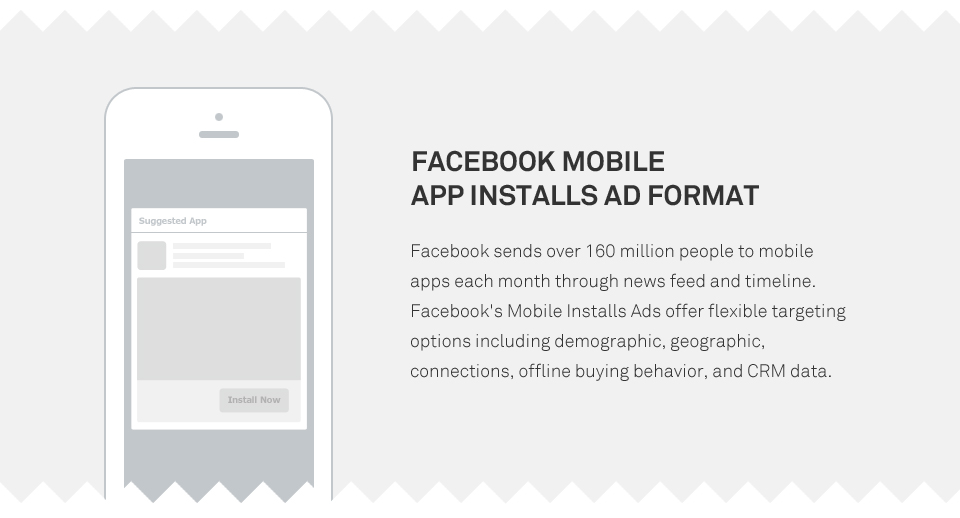 Suggested App
Install Now
FACEBOOK MOBILE
APP INSTALLS AD FORMAT
Facebook sends over 160 million people to mobile
apps each month through news feed and timeline.
Facebook's Mobile Installs Ads offer flexible targeting
options including demographic, geographic,
connections, offline buying behavior, and CRM data.